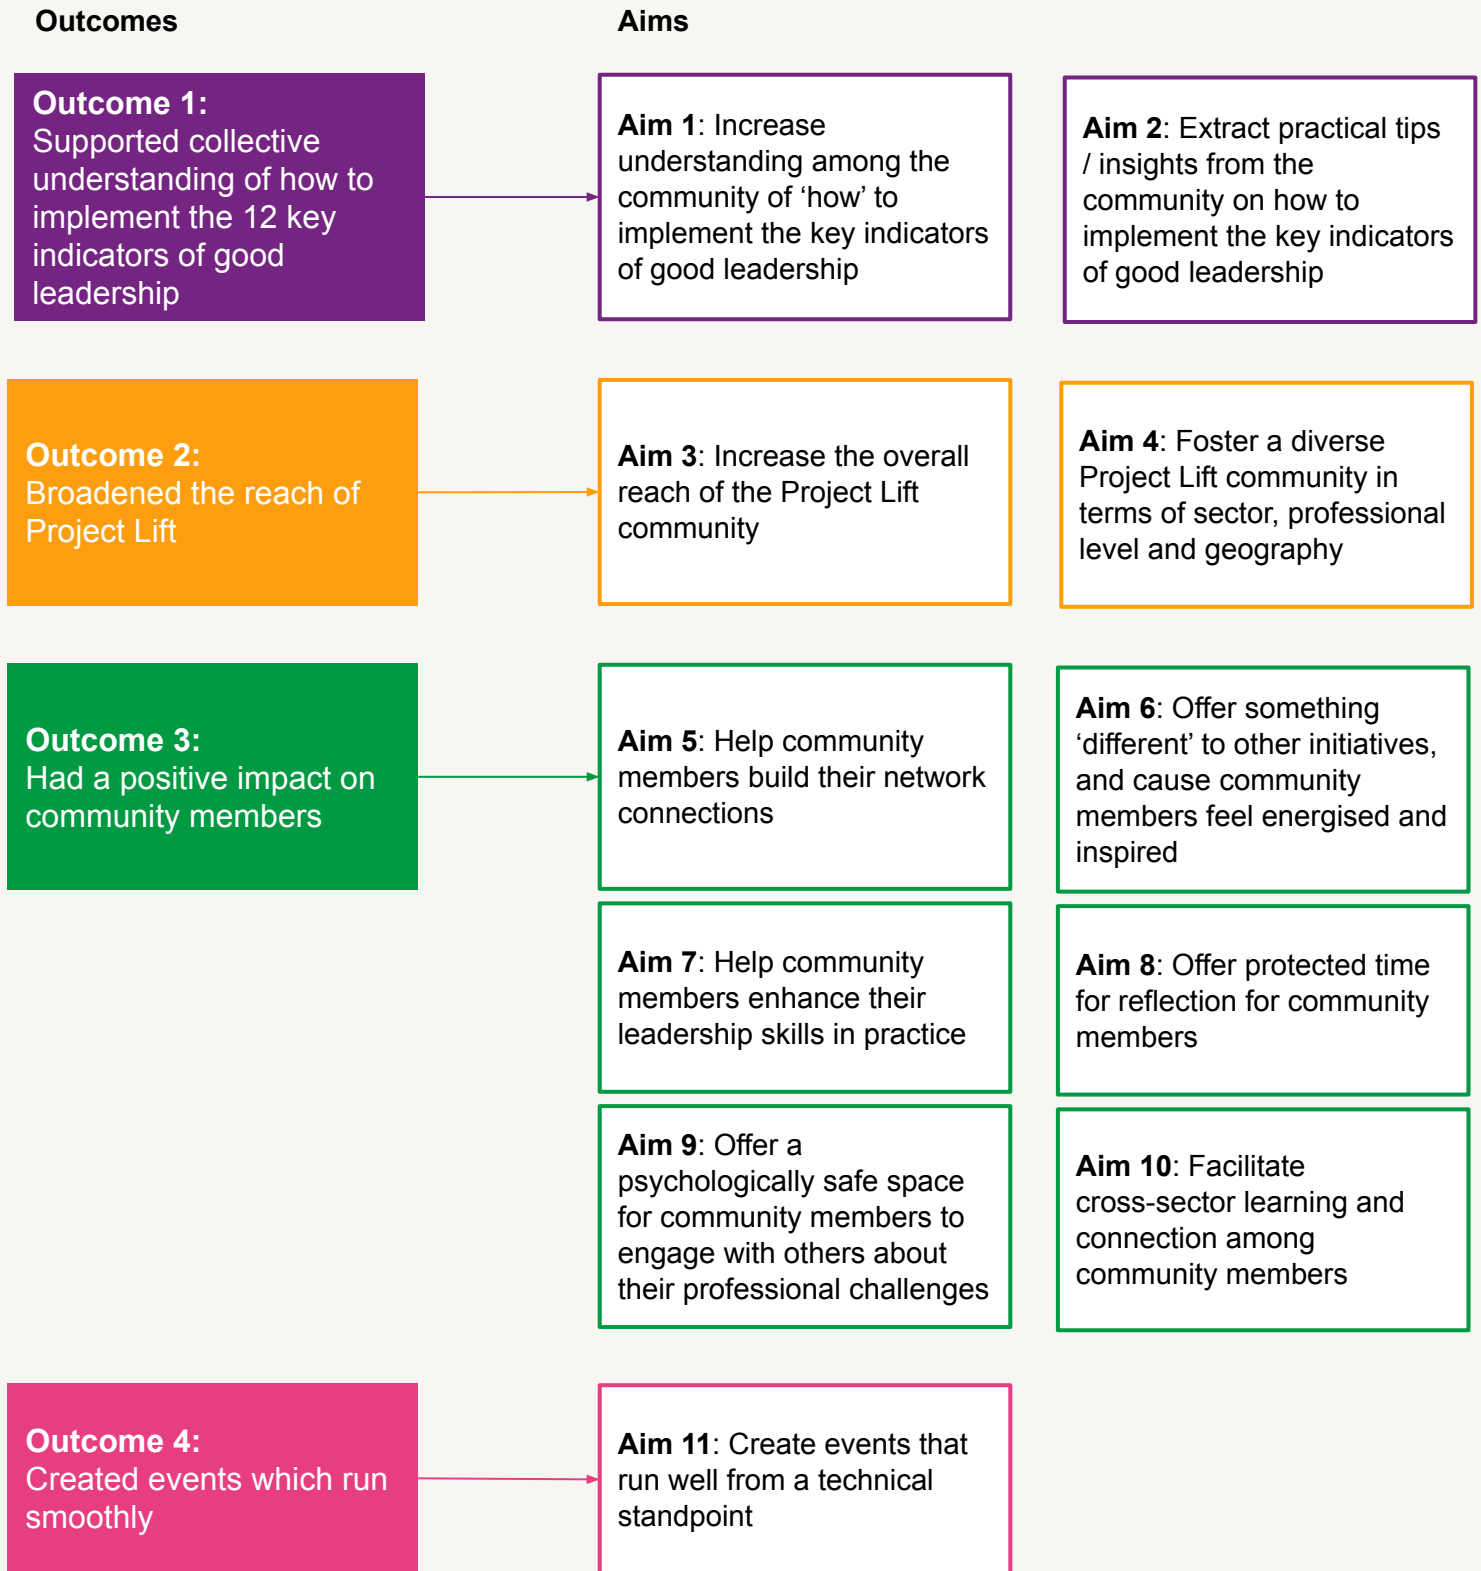 Outcomes
Aims
Outcome 1:
Supported collective
understanding of how to
implement the 12 key
indicators of good
leadership
Aim 1: Increase
understanding among the
community of ‘how’ to
implement the key indicators
of good leadership
Aim 2: Extract practical tips
/ insights from the
community on how to
implement the key indicators
of good leadership
Outcome 2:
Broadened the reach of
Project Lift
Aim 3: Increase the overall
reach of the Project Lift
community
Aim 4: Foster a diverse
Project Lift community in
terms of sector, professional
level and geography
Outcome 3:
Had a positive impact on
community members
Aim 5: Help community
members build their network
connections
Aim 6: Offer something
‘different’ to other initiatives,
and cause community
members feel energised and
inspired
Aim 7: Help community
members enhance their
leadership skills in practice
Aim 8: Offer protected time
for reflection for community
members
Aim 9: Offer a
psychologically safe space
for community members to
engage with others about
their professional challenges
Aim 10: Facilitate
cross-sector learning and
connection among
community members
Outcome 4:
Created events which run
smoothly
Aim 11: Create events that
run well from a technical
standpoint